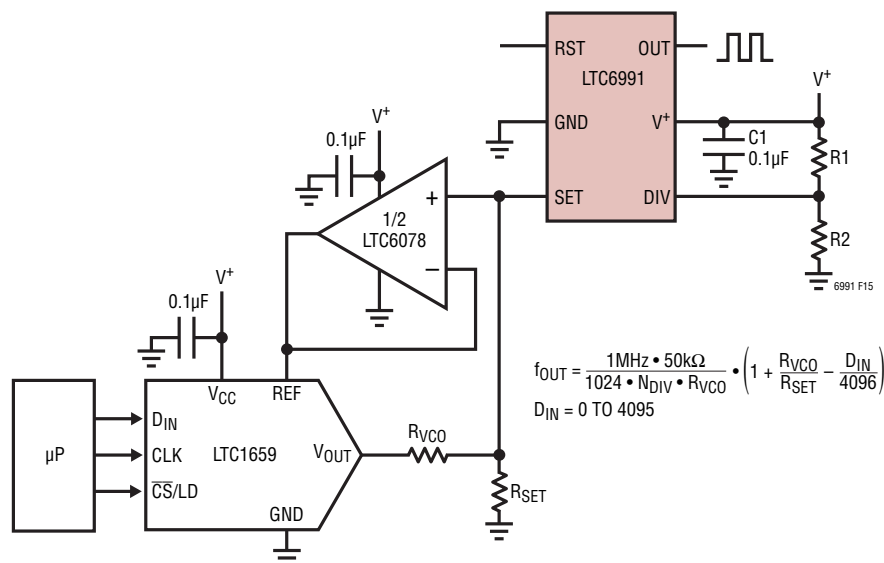 RST
OUT
LTC6991
GND
V+
SET
DIV
V+
C1
0.1µF
R1
R2
6991 F15
V+
0.1µF
+
1/2
LTC6078
−
V+
0.1µF
VCC
REF
µP
DIN
CLK
CS/LD
LTC1659
VOUT
GND
RVCO
RSET
fOUT = 1MHz • 50kΩ / 1024 • NDIV • RVCO • (1 + RVCO / RSET − DIN / 4096)
DIN = 0 TO 4095